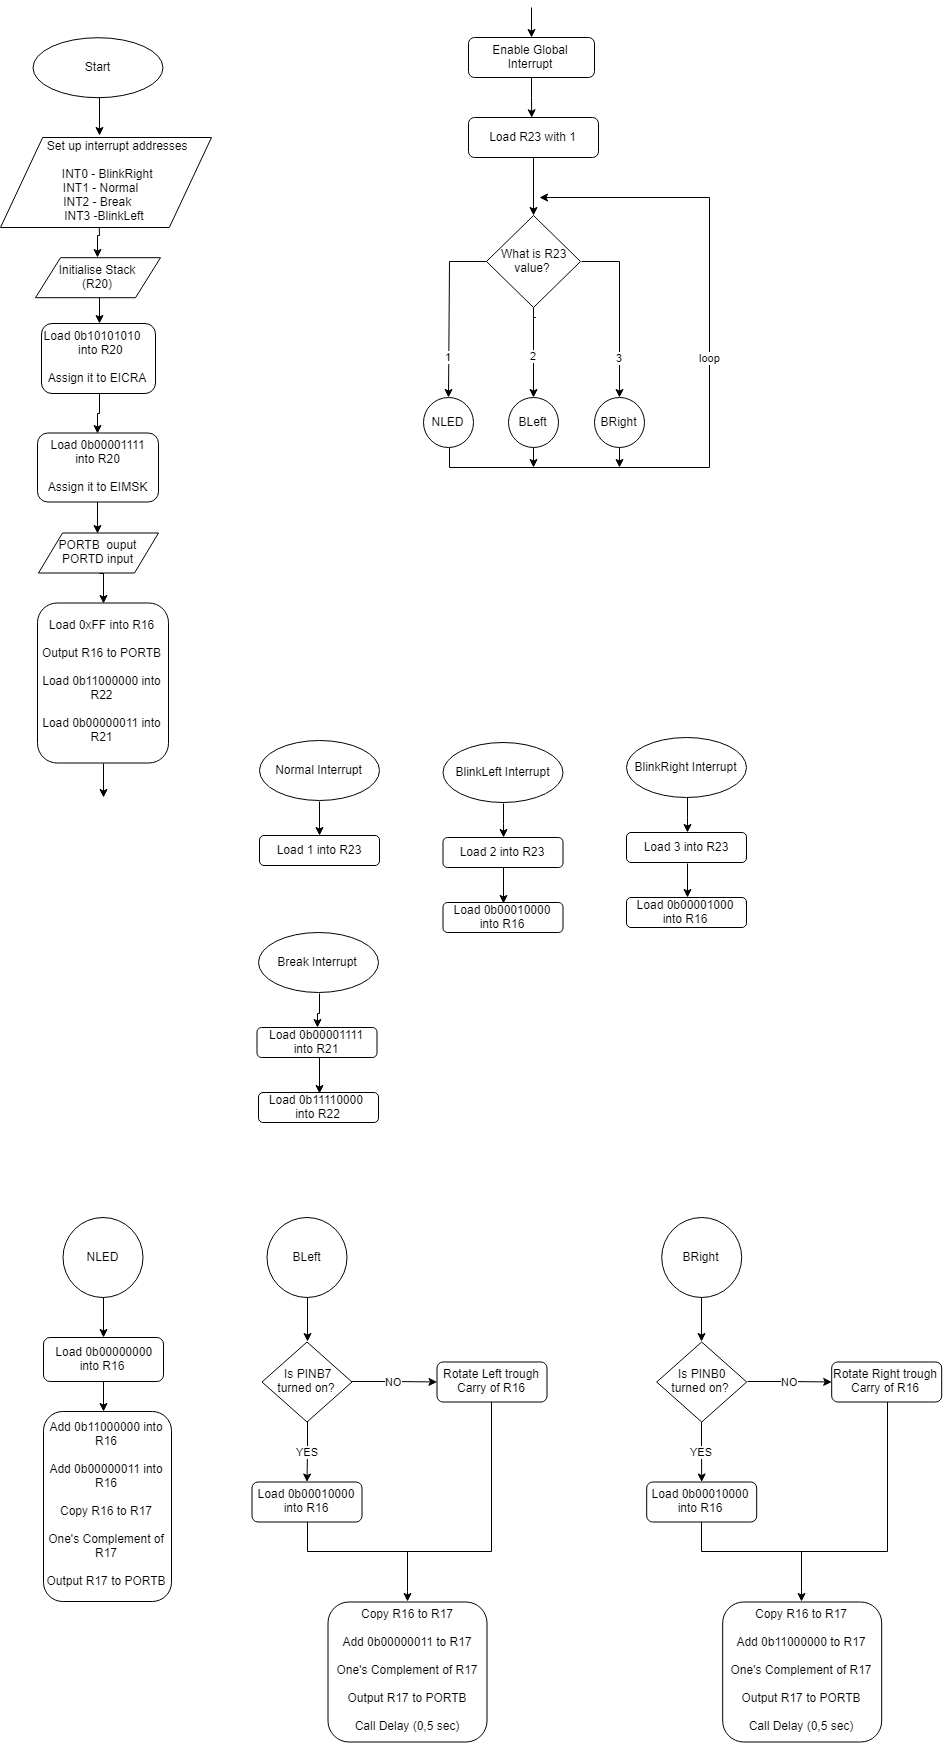 Start
Set up interrupt addresses
INT0 - BlinkRight
INT1 - Normal
INT2 - Break
INT3 -BlinkLeft
Initialise Stack
(R20)
Load 0b10101010
into R20
Assign it to EICRA
Load 0b00001111
into R20
Assign it to EIMSK
PORTB ouput
PORTD input
Load 0xFF into R16
Output R16 to PORTB
Load 0b11000000 into
R22
Load 0b00000011 into
R21
Enable Global
Interrupt
Load R23 with 1
What is R23
value?
1
2
3
loop
NLED
BLeft
BRight
Normal Interrupt
Load 1 into R23
BlinkLeft Interrupt
Load 2 into R23
Load 0b00010000
into R16
BlinkRight Interrupt
Load 3 into R23
Load 0b00001000
into R16
Break Interrupt
Load 0b00001111
into R21
Load 0b11110000
into R22
NLED
Load 0b00000000
into R16
Add 0b11000000 into
R16
Add 0b00000011 into
R16
Copy R16 to R17
One's Complement of
R17
Output R17 to PORTB
BLeft
Is PINB7
turned on?
NO
Rotate Left trough
Carry of R16
YES
Load 0b00010000
into R16
Copy R16 to R17
Add 0b00000011 to R17
One's Complement of R17
Output R17 to PORTB
Call Delay (0,5 sec)
BRight
Is PINB0
turned on?
NO
Rotate Right trough
Carry of R16
YES
Load 0b00010000
into R16
Copy R16 to R17
Add 0b11000000 to R17
One's Complement of R17
Output R17 to PORTB
Call Delay (0,5 sec)